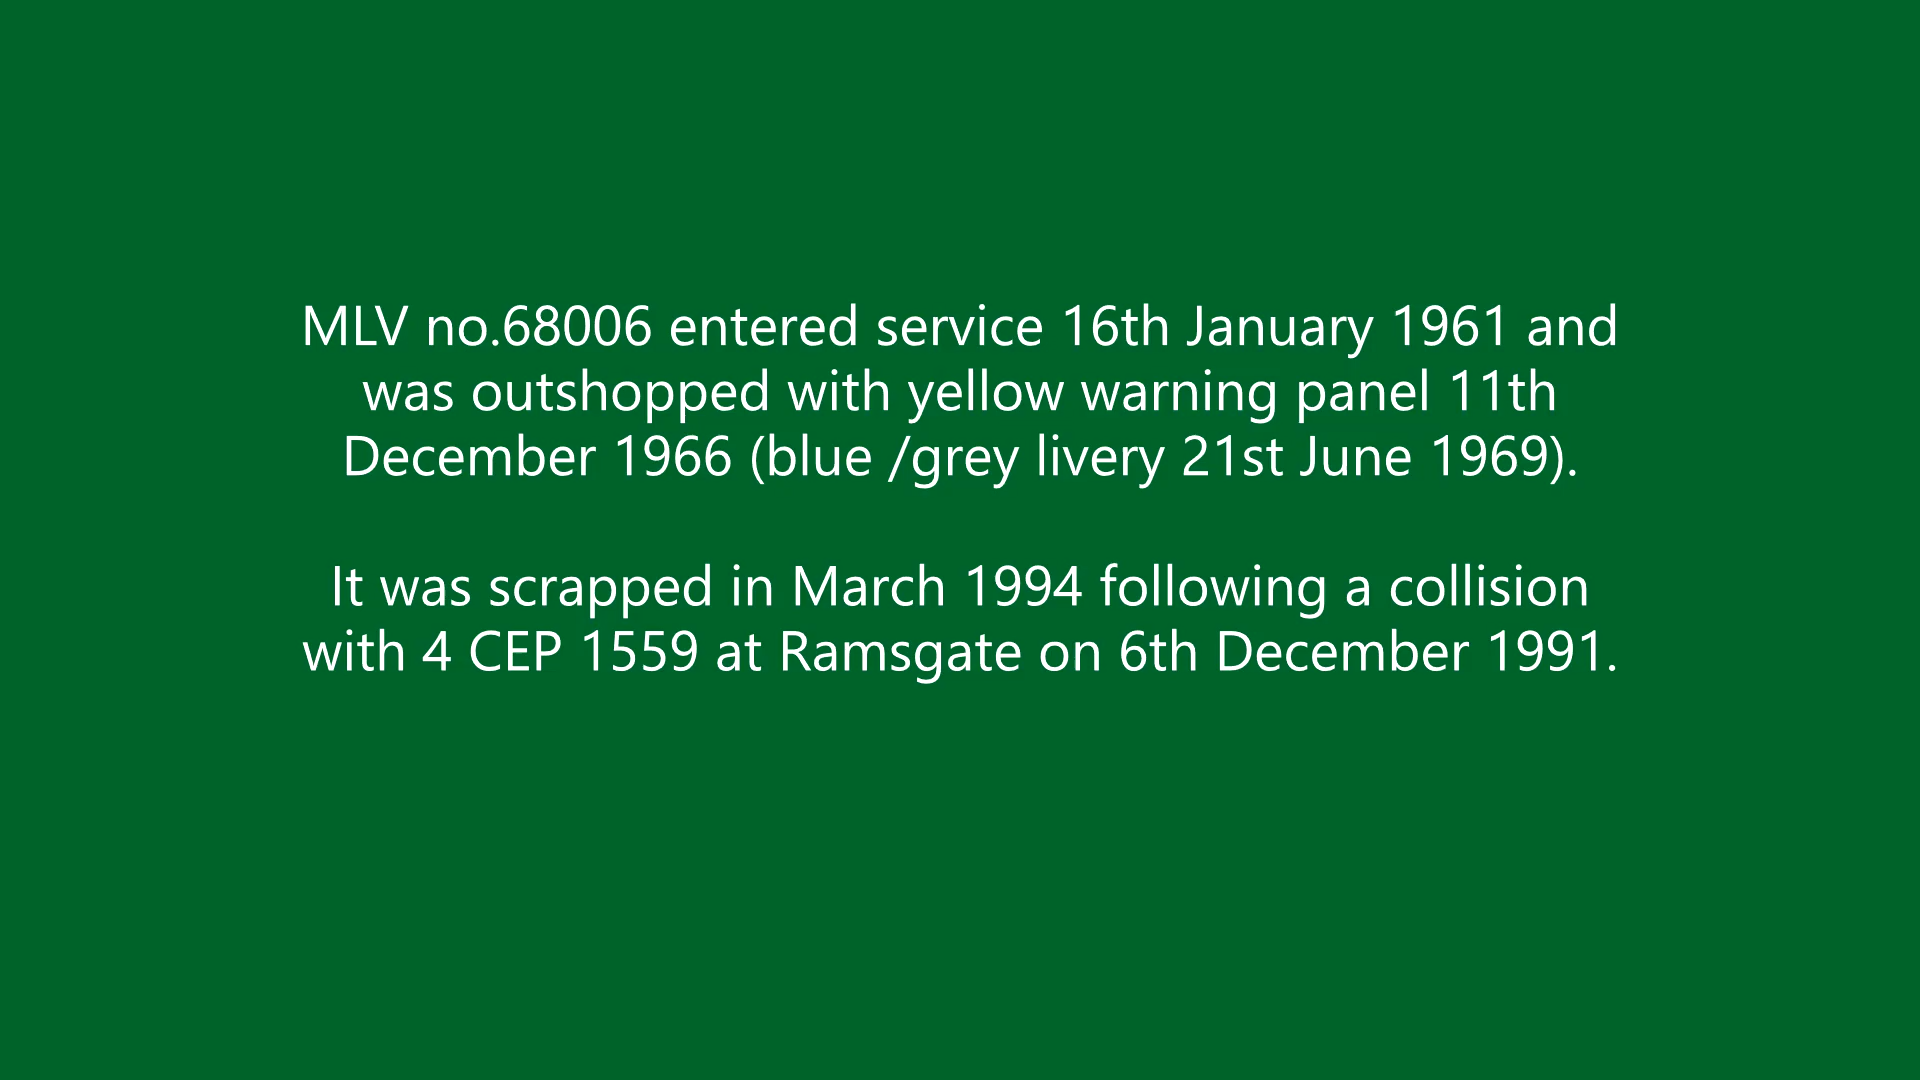 MLV no.68006 entered service 16th January 1961 and
was outshopped with yellow warning panel 11th
December 1966 (blue /grey livery 21st June 1969).
It was scrapped in March 1994 following a collision
with 4 CEP 1559 at Ramsgate on 6th December 1991.